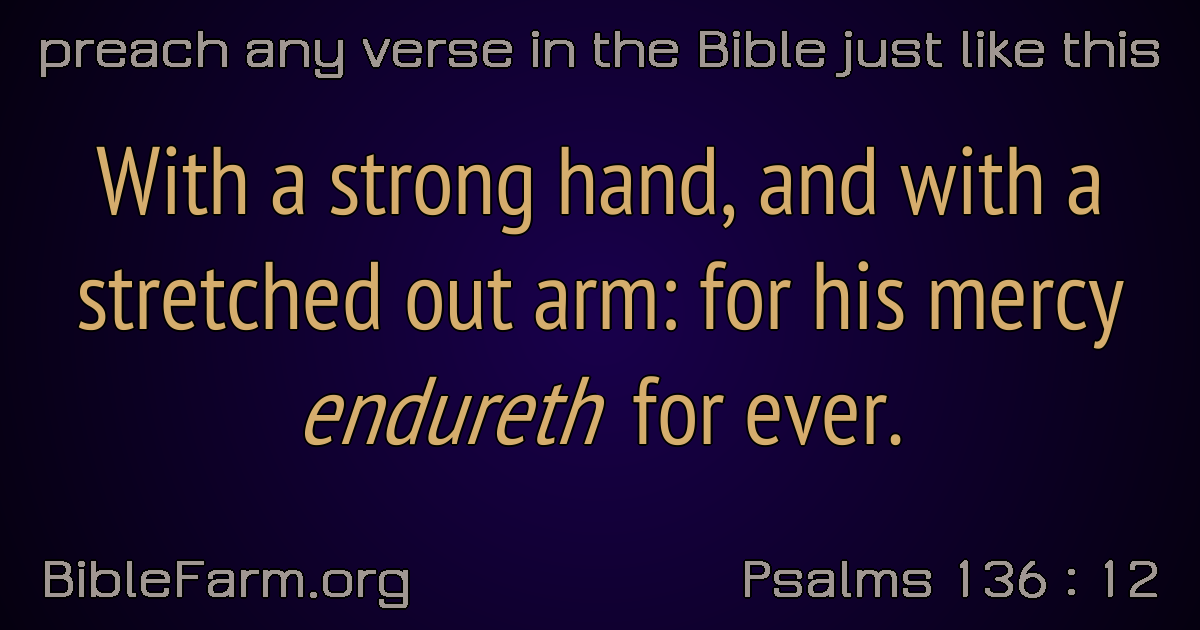 preach any verse in the Bible just like this
With a strong hand, and with a
stretched out arm: for his mercy
endureth for ever.
BibleFarm.org
Psalms 136 : 12